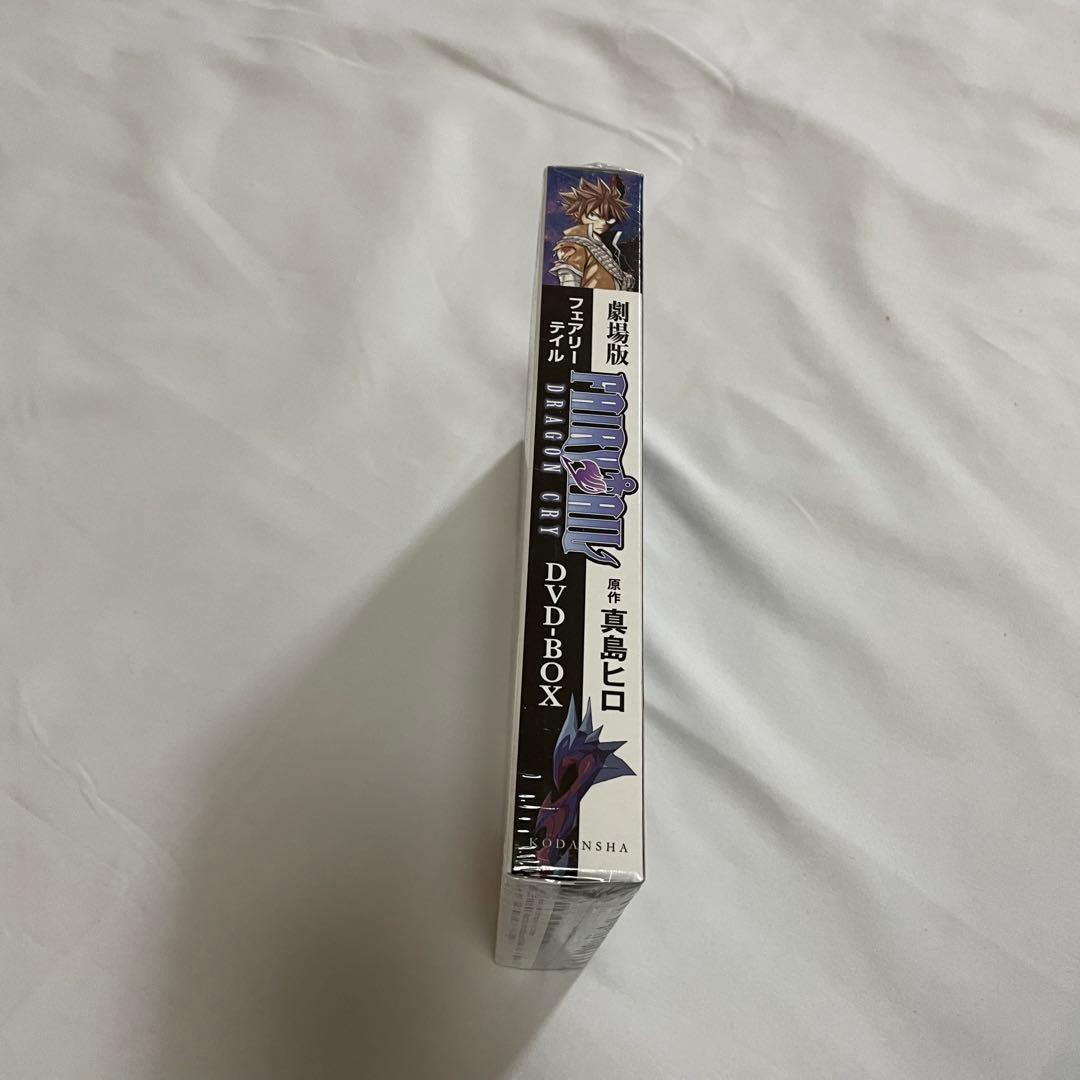 劇場版
フェアリー
テイル
FAIRY TAIL
DRAGON CRY
DVD-BOX
原作 真島ヒロ
KODANSHA